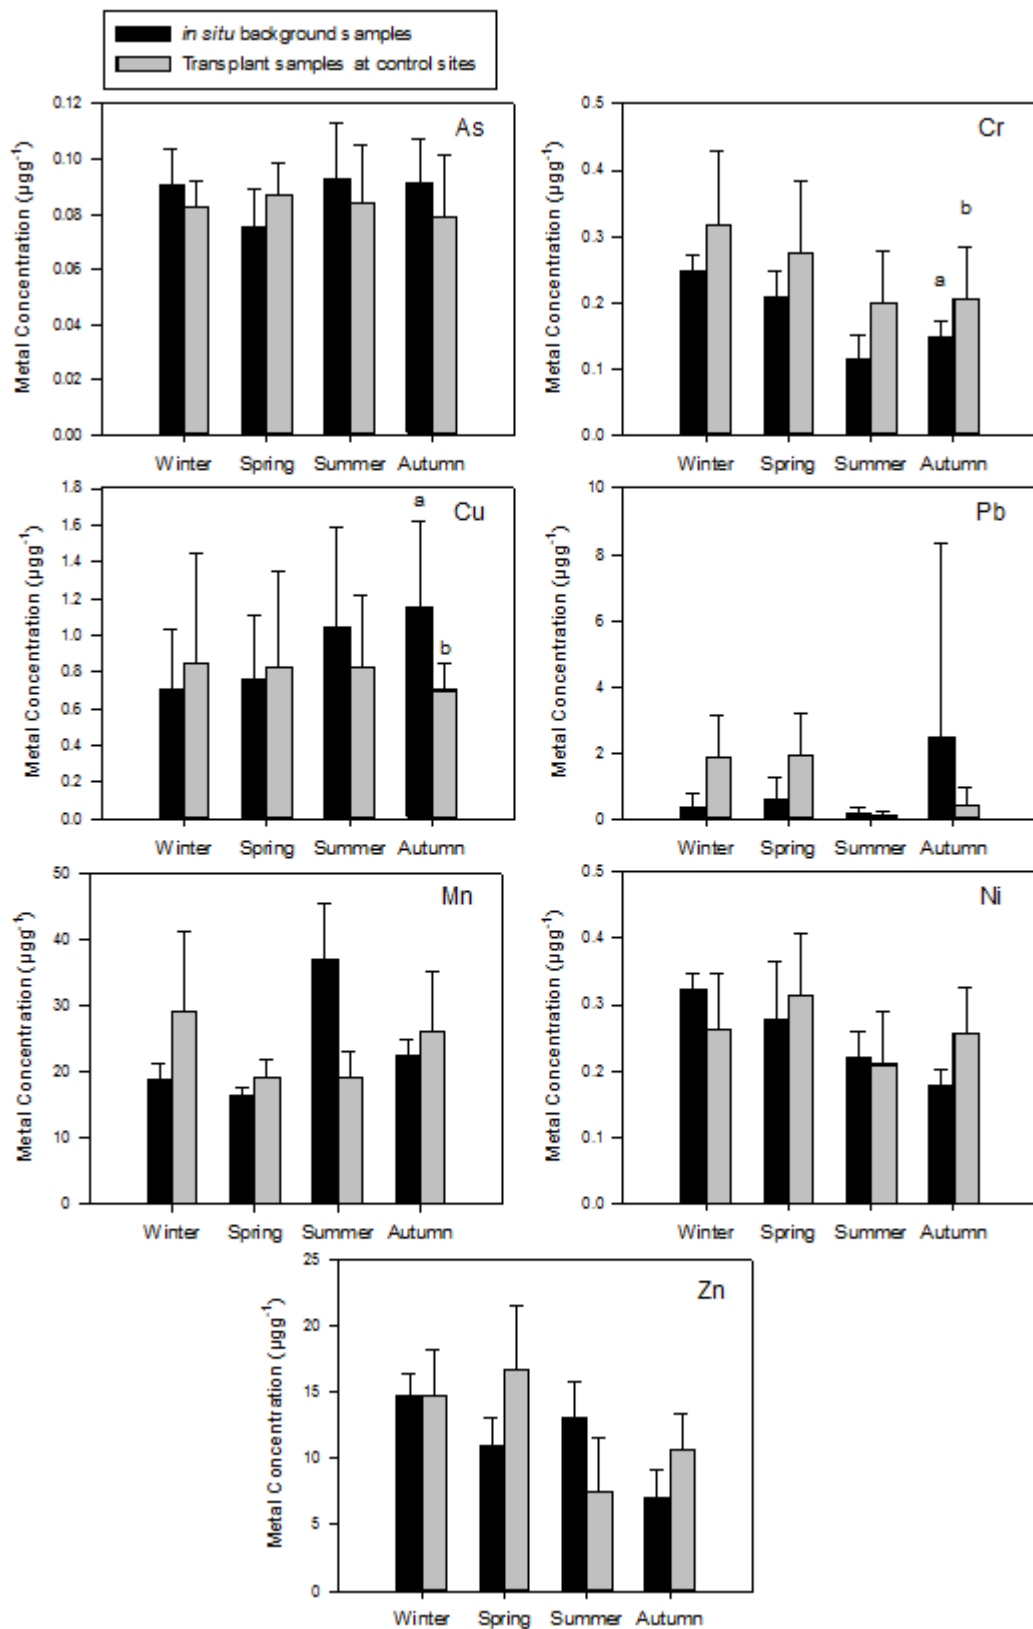 in situ background samples
Transplant samples at control sites
Metal Concentration (µgg-1)
0.12
0.10
0.08
0.06
0.04
0.02
0.00
As
Winter Spring Summer Autumn
Metal Concentration (µgg-1)
0.5
0.4
0.3
0.2
0.1
0.0
Cr
a
b
Winter Spring Summer Autumn
Metal Concentration (µgg-1)
1.8
1.6
1.4
1.2
1.0
0.8
0.6
0.4
0.2
0.0
Cu
a
b
Winter Spring Summer Autumn
Metal Concentration (µgg-1)
10
8
6
4
2
0
Pb
Winter Spring Summer Autumn
Metal Concentration (µgg-1)
50
40
30
20
10
0
Mn
Winter Spring Summer Autumn
Metal Concentration (µgg-1)
0.5
0.4
0.3
0.2
0.1
0.0
Ni
Winter Spring Summer Autumn
Metal Concentration (µgg-1)
25
20
15
10
5
0
Zn
Winter Spring Summer Autumn